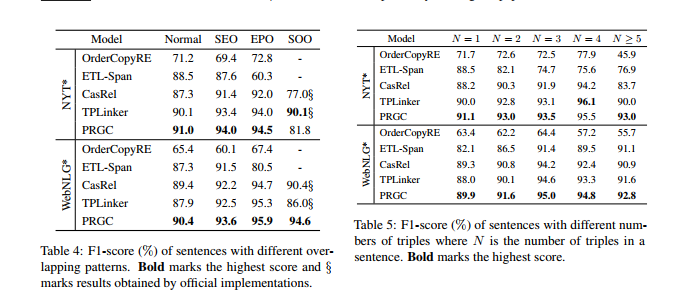 Model Normal SEO EPO SOO
NYT*
OrderCopyRE 71.2 69.4 72.8 -
ETL-Span 88.5 87.6 60.3 -
CasRel 87.3 91.4 92.0 77.0§
TPLinker 90.1 93.4 94.0 90.1§
PRGC 91.0 94.0 94.5 81.8
WebNLG*
OrderCopyRE 65.4 60.1 67.4 -
ETL-Span 87.3 91.5 80.5 -
CasRel 89.4 92.2 94.7 90.4§
TPLinker 87.9 92.5 95.3 86.0§
PRGC 90.4 93.6 95.9 94.6
Table 4: F1-score (%) of sentences with different over-
lapping patterns. Bold marks the highest score and §
marks results obtained by official implementations.
Model N = 1 N = 2 N = 3 N = 4 N ≥ 5
NYT*
OrderCopyRE 71.7 72.6 72.5 77.9 45.9
ETL-Span 88.5 82.1 74.7 75.6 76.9
CasRel 88.2 90.3 91.9 94.2 83.7
TPLinker 90.0 92.8 93.1 96.1 90.0
PRGC 91.1 93.0 93.5 95.5 93.0
WebNLG*
OrderCopyRE 63.4 62.2 64.4 57.2 55.7
ETL-Span 82.1 86.5 91.4 89.5 91.1
CasRel 89.3 90.8 94.2 92.4 90.9
TPLinker 88.0 90.1 94.6 93.3 91.6
PRGC 89.9 91.6 95.0 94.8 92.8
Table 5: F1-score (%) of sentences with different num-
bers of triples where N is the number of triples in a
sentence. Bold marks the highest score.